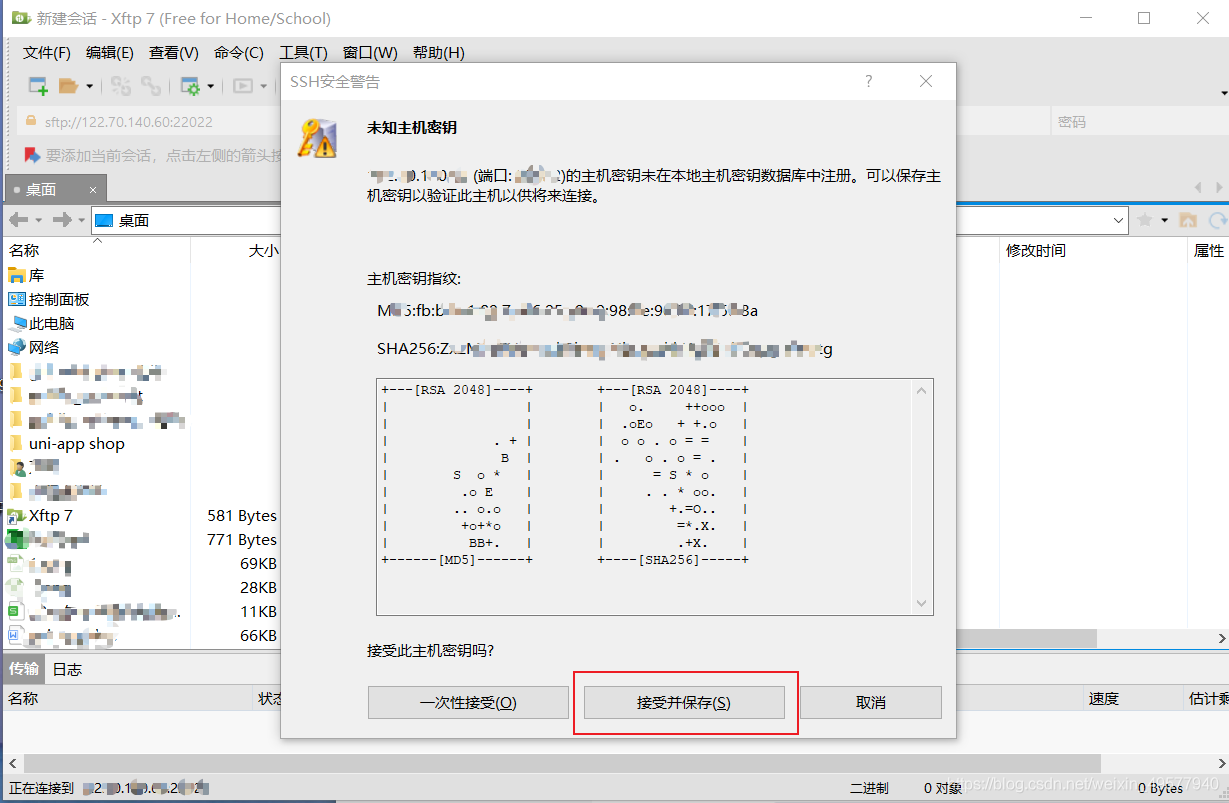 新建会话 - Xftp 7 (Free for Home/School)
文件(F) 编辑(E) 查看(V) 命令(C) 工具(T) 窗口(W) 帮助(H)
SSH安全警告 ?
sftp://122.70.140.60:22022
密码
未知主机密钥
要添加当前会话，点击左侧的箭头按
(端口: )的主机密钥未在本地主机密钥数据库中注册。可以保存主
机密钥以验证此主机以供将来连接。
桌面 ×
桌面
名称 大小 修改时间 属性
库
控制面板
此电脑
网络
uni-app shop
Xftp 7 581 Bytes
771 Bytes
69KB
28KB
11KB
66KB
主机密钥指纹:
:fb:
SHA256:
+---[RSA 2048]----+ +---[RSA 2048]----+
| | | o. ++ooo |
| | | .oEo + +.o |
| . + | | o o . o = = |
| B | | . o . o = . |
| S o * | | = S * o |
| .o E | | . . * oo. |
| .. o.o | | +.=O.. |
| +o+*o | | =*.X. |
| BB+. | | .+X. |
+------[MD5]------+ +----[SHA256]-----+
接受此主机密钥吗?
一次性接受(O) 接受并保存(S) 取消
传输 日志
名称 状态 速度 估计剩
正在连接到 二进制 0 对象 0 Bytes
https://blog.csdn.net/weixin_49577940